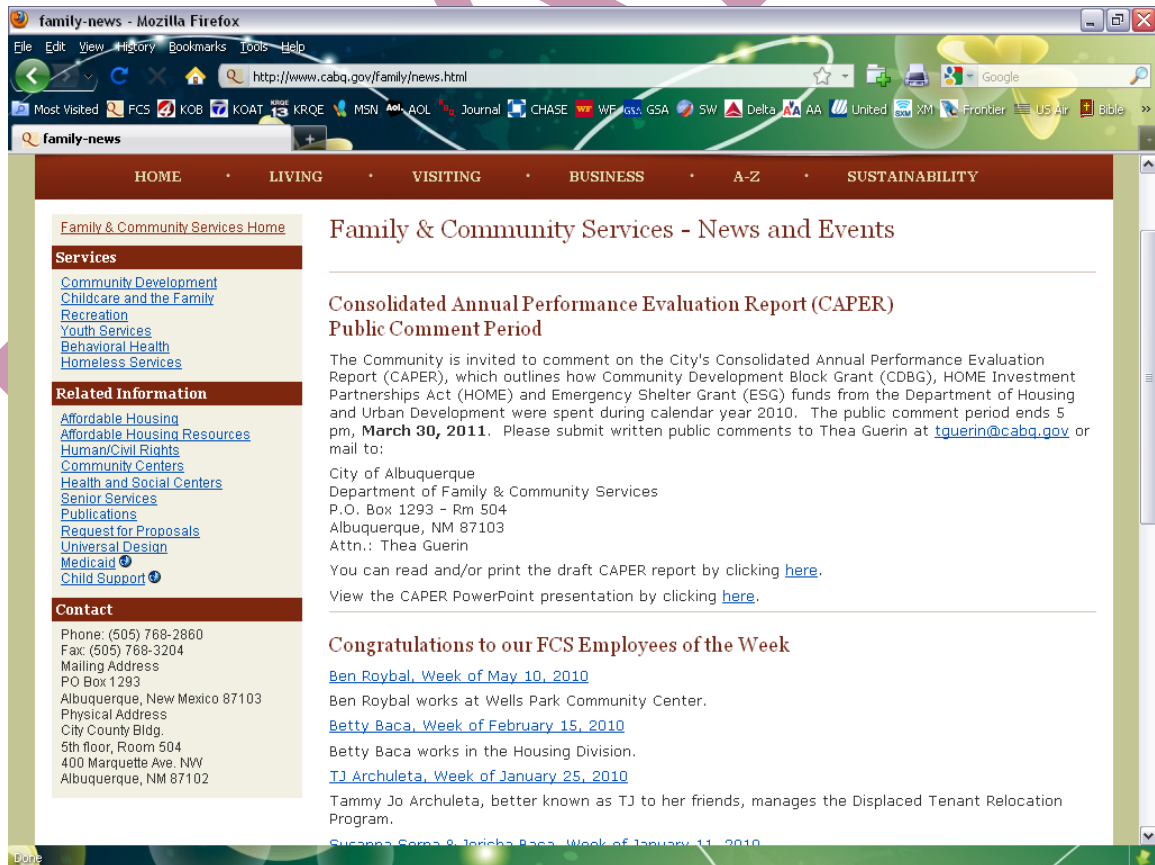 family-news - Mozilla Firefox
File Edit View History Bookmarks Tools Help
http://www.cabq.gov/family/news.html
Google
Most Visited FCS KOB KOAT KRQE MSN AOL Journal CHASE WF GSA SW Delta AA United XM Frontier US Air Bible »
family-news
HOME · LIVING · VISITING · BUSINESS · A-Z · SUSTAINABILITY
Family & Community Services Home
Services
Community Development
Childcare and the Family
Recreation
Youth Services
Behavioral Health
Homeless Services
Related Information
Affordable Housing
Affordable Housing Resources
Human/Civil Rights
Community Centers
Health and Social Centers
Senior Services
Publications
Request for Proposals
Universal Design
Medicaid
Child Support
Contact
Phone: (505) 768-2860
Fax: (505) 768-3204
Mailing Address
PO Box 1293
Albuquerque, New Mexico 87103
Physical Address
City County Bldg.
5th floor, Room 504
400 Marquette Ave. NW
Albuquerque, NM 87102
Family & Community Services - News and Events
Consolidated Annual Performance Evaluation Report (CAPER)
Public Comment Period
The Community is invited to comment on the City's Consolidated Annual Performance Evaluation
Report (CAPER), which outlines how Community Development Block Grant (CDBG), HOME Investment
Partnerships Act (HOME) and Emergency Shelter Grant (ESG) funds from the Department of Housing
and Urban Development were spent during calendar year 2010. The public comment period ends 5
pm, March 30, 2011. Please submit written public comments to Thea Guerin at tguerin@cabq.gov or
mail to:
City of Albuquerque
Department of Family & Community Services
P.O. Box 1293 - Rm 504
Albuquerque, NM 87103
Attn.: Thea Guerin
You can read and/or print the draft CAPER report by clicking here.
View the CAPER PowerPoint presentation by clicking here.
Congratulations to our FCS Employees of the Week
Ben Roybal, Week of May 10, 2010
Ben Roybal works at Wells Park Community Center.
Betty Baca, Week of February 15, 2010
Betty Baca works in the Housing Division.
TJ Archuleta, Week of January 25, 2010
Tammy Jo Archuleta, better known as TJ to her friends, manages the Displaced Tenant Relocation
Program.
Susanna Serna & Jericha Baca, Week of January 11, 2010
Done